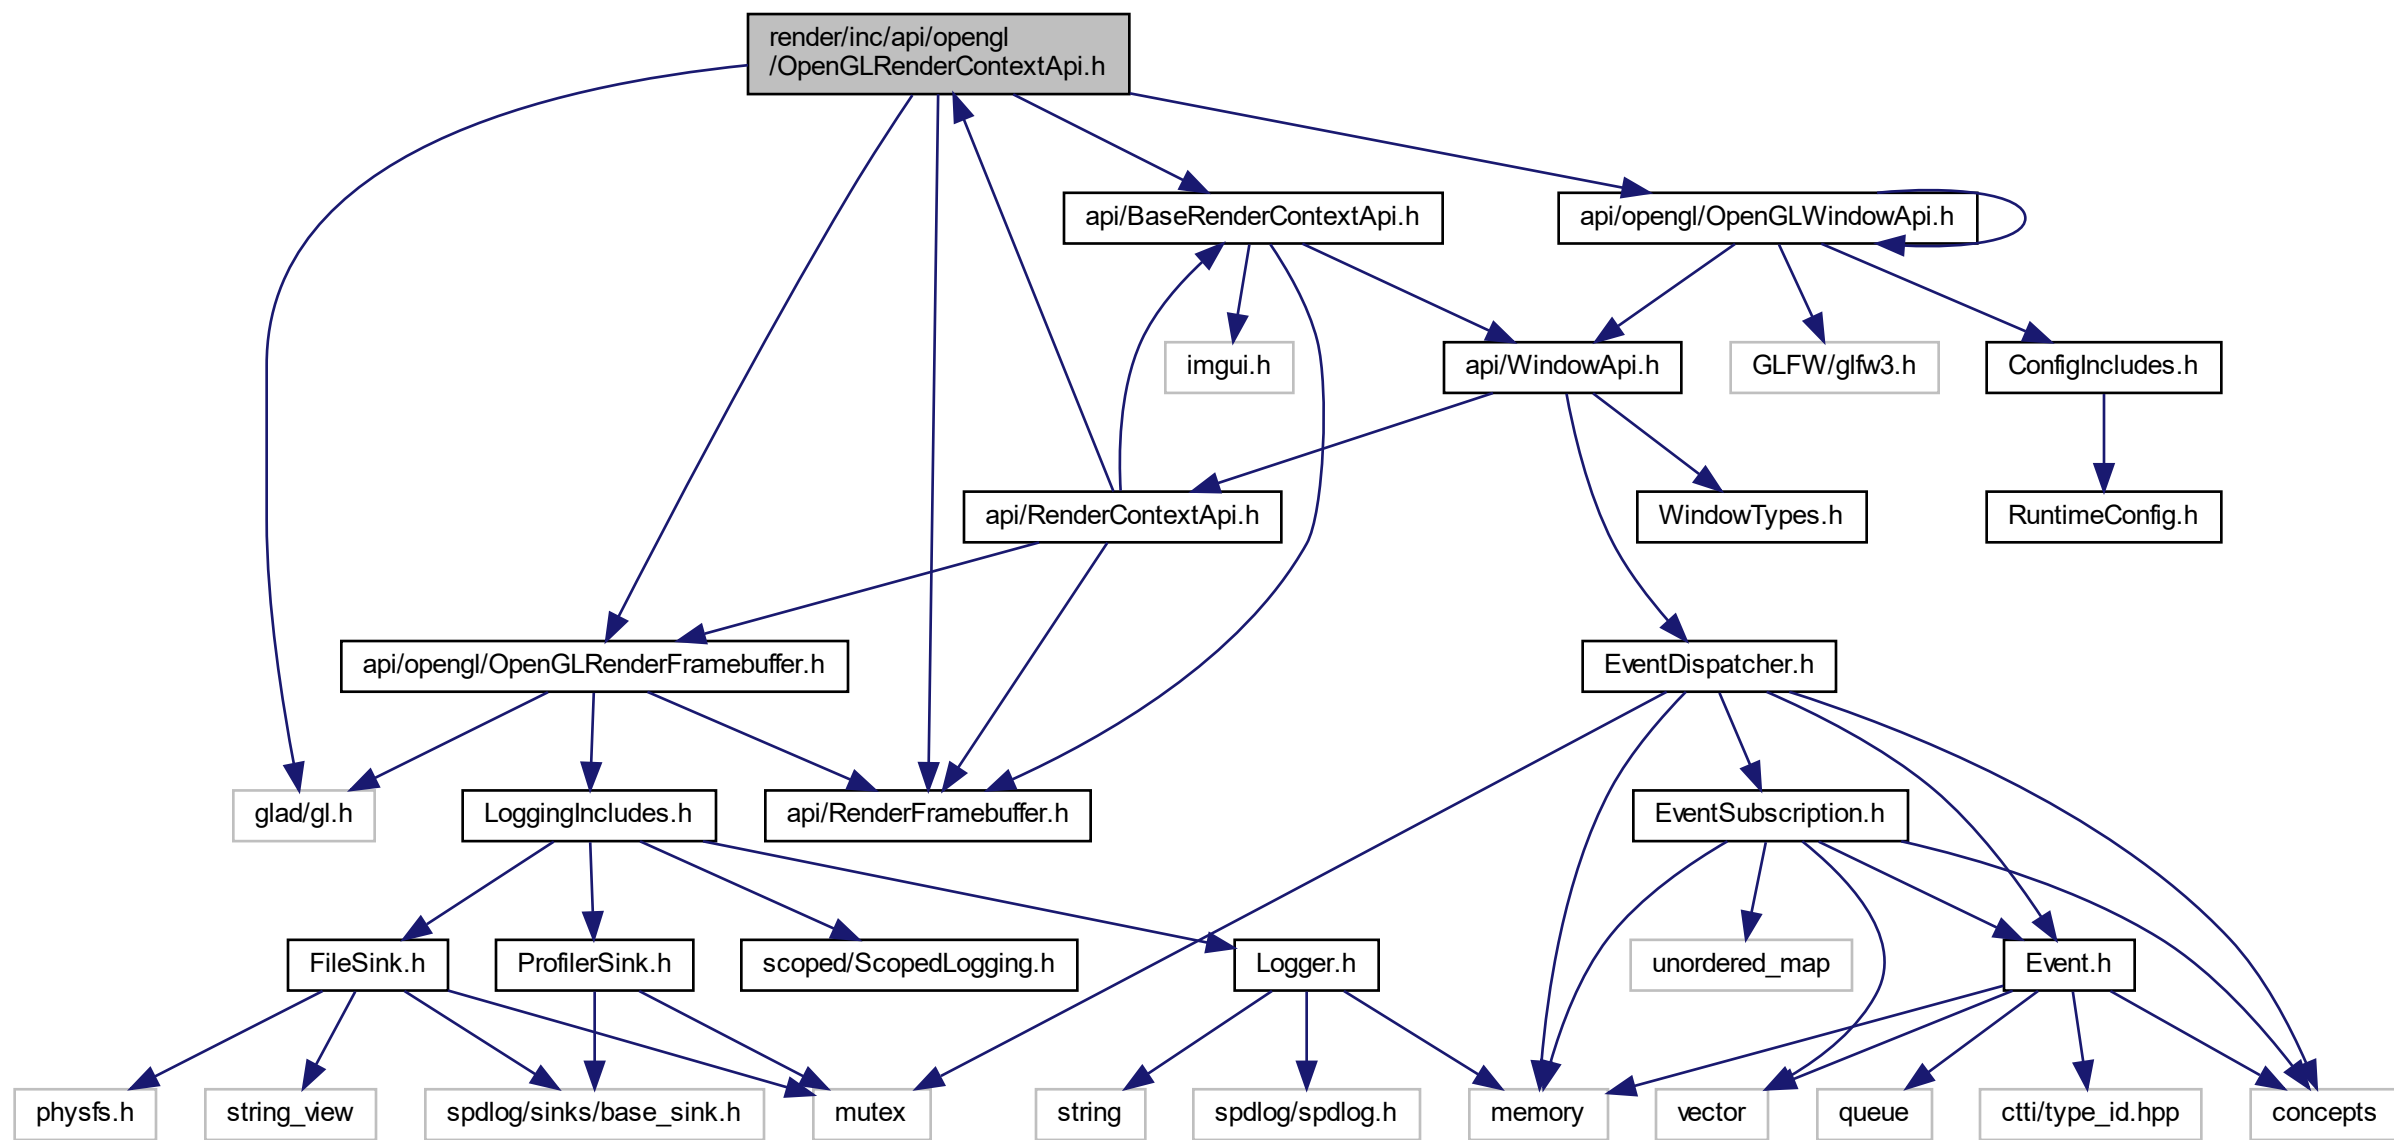 render/inc/api/opengl
/OpenGLRenderContextApi.h
api/BaseRenderContextApi.h
api/opengl/OpenGLWindowApi.h
imgui.h
api/WindowApi.h
GLFW/glfw3.h
ConfigIncludes.h
api/RenderContextApi.h
WindowTypes.h
RuntimeConfig.h
api/opengl/OpenGLRenderFramebuffer.h
EventDispatcher.h
glad/gl.h
LoggingIncludes.h
api/RenderFramebuffer.h
EventSubscription.h
FileSink.h
ProfilerSink.h
scoped/ScopedLogging.h
Logger.h
unordered_map
Event.h
physfs.h
string_view
spdlog/sinks/base_sink.h
mutex
string
spdlog/spdlog.h
memory
vector
queue
ctti/type_id.hpp
concepts